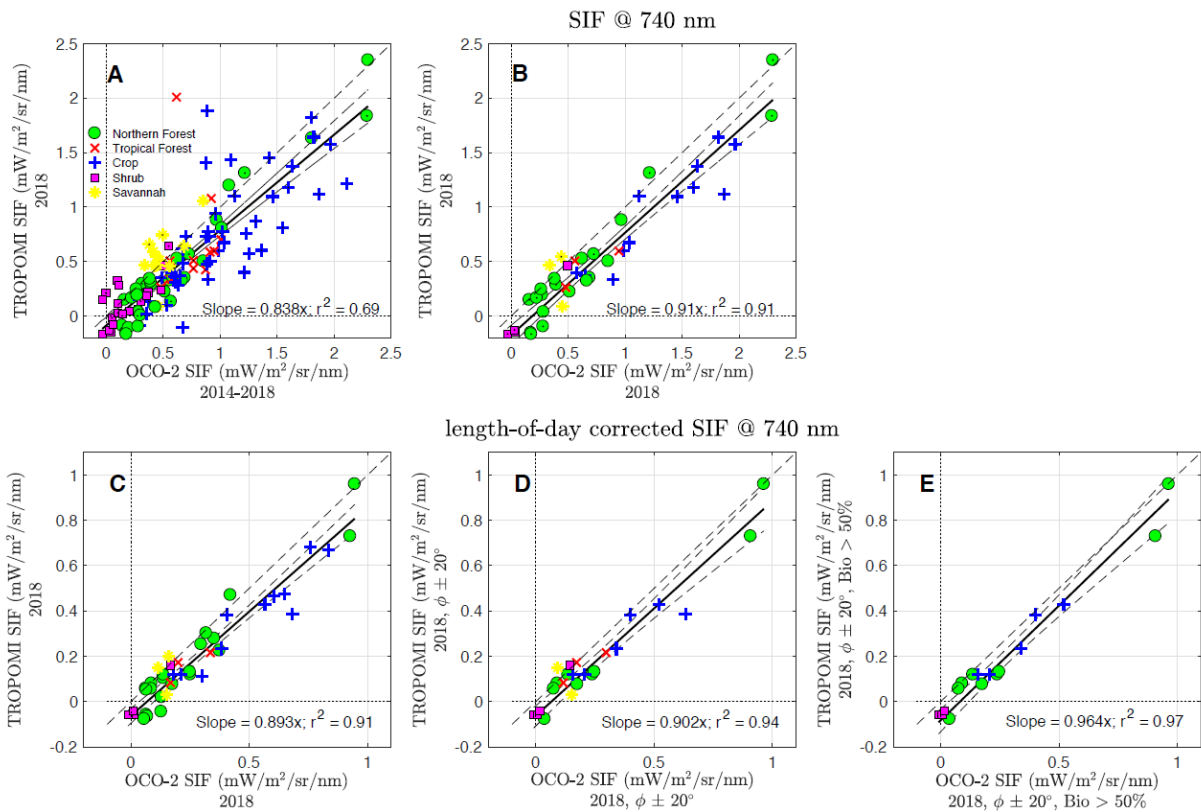 SIF @ 740 nm
TROPOMI SIF (mW/m²/sr/nm)
2018
2.5
2
1.5
1
0.5
0
A
Northern Forest
Tropical Forest
Crop
Shrub
Savannah
Slope = 0.838x; r² = 0.69
0 0.5 1 1.5 2 2.5
OCO-2 SIF (mW/m²/sr/nm)
2014-2018
TROPOMI SIF (mW/m²/sr/nm)
2018
2.5
2
1.5
1
0.5
0
B
Slope = 0.91x; r² = 0.91
0 0.5 1 1.5 2 2.5
OCO-2 SIF (mW/m²/sr/nm)
2018
length-of-day corrected SIF @ 740 nm
TROPOMI SIF (mW/m²/sr/nm)
2018
1
0.8
0.6
0.4
0.2
0
-0.2
C
Slope = 0.893x; r² = 0.91
0 0.5 1
OCO-2 SIF (mW/m²/sr/nm)
2018
TROPOMI SIF (mW/m²/sr/nm)
2018, ϕ ± 20°
1
0.8
0.6
0.4
0.2
0
-0.2
D
Slope = 0.902x; r² = 0.94
0 0.5 1
OCO-2 SIF (mW/m²/sr/nm)
2018, ϕ ± 20°
TROPOMI SIF (mW/m²/sr/nm)
2018, ϕ ± 20°, Bio > 50%
1
0.8
0.6
0.4
0.2
0
-0.2
E
Slope = 0.964x; r² = 0.97
0 0.5 1
OCO-2 SIF (mW/m²/sr/nm)
2018, ϕ ± 20°, Bio > 50%